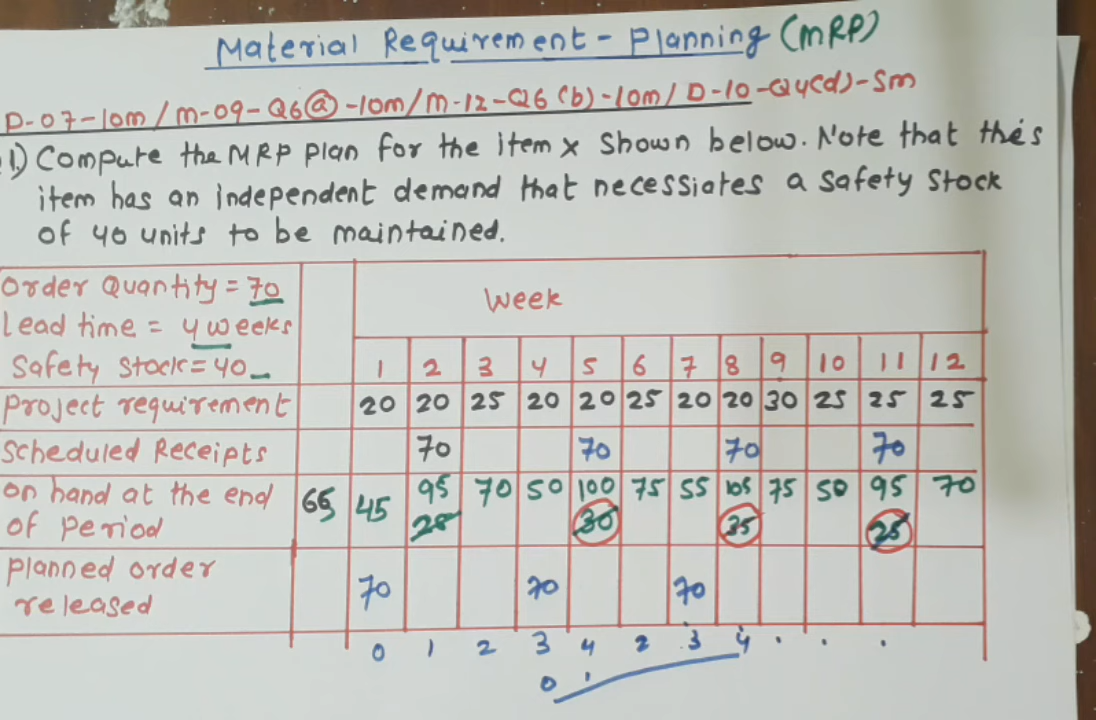 Material Requirement - Planning (MRP)
D-07-10m / m-09-Q6(a)-10m/M-12-Q6 (b)-10m/ D-10-Q4(d)-5m
1) Compute the MRP Plan for the item x Shown below. Note that this
item has an independent demand that necessiates a Safety Stock
of 40 units to be maintained.
Order Quantity = 70
Lead time = 4 weeks
Safety Stock = 40
Week
1 2 3 4 5 6 7 8 9 10 11 12
Project requirement 20 20 25 20 20 25 20 20 30 25 25 25
Scheduled Receipts 70 70 70 70
on hand at the end 65 45 95 70 50 100 75 55 105 75 50 95 70
of Period 25 30 35 25
Planned order
released 70 70 70
0 1 2 3 4 2 3 4 . . .
0 1